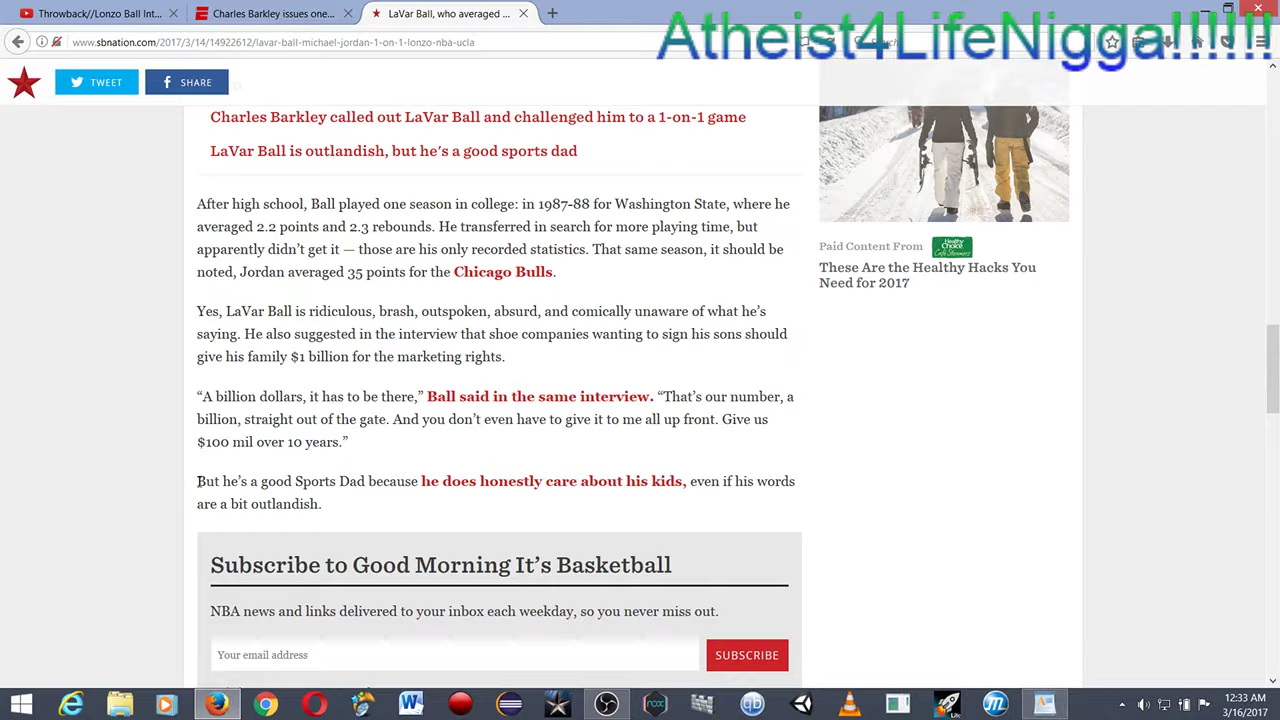 Throwback//Lonzo Ball Int...
Charles Barkley issues one...
LaVar Ball, who averaged ...
Atheist4LifeNigga!!!!!!
www.sbnation.com/2017/3/14/14922612/lavar-ball-michael-jordan-1-on-1-lonzo-nba-ucla
TWEET
SHARE
Charles Barkley called out LaVar Ball and challenged him to a 1-on-1 game
LaVar Ball is outlandish, but he's a good sports dad
After high school, Ball played one season in college: in 1987-88 for Washington State, where he
averaged 2.2 points and 2.3 rebounds. He transferred in search for more playing time, but
apparently didn't get it — those are his only recorded statistics. That same season, it should be
noted, Jordan averaged 35 points for the Chicago Bulls.
Paid Content From
Healthy Choice Café Steamers
These Are the Healthy Hacks You
Need for 2017
Yes, LaVar Ball is ridiculous, brash, outspoken, absurd, and comically unaware of what he's
saying. He also suggested in the interview that shoe companies wanting to sign his sons should
give his family $1 billion for the marketing rights.
“A billion dollars, it has to be there,” Ball said in the same interview. “That's our number, a
billion, straight out of the gate. And you don't even have to give it to me all up front. Give us
$100 mil over 10 years.”
But he's a good Sports Dad because he does honestly care about his kids, even if his words
are a bit outlandish.
Subscribe to Good Morning It's Basketball
NBA news and links delivered to your inbox each weekday, so you never miss out.
Your email address
SUBSCRIBE
12:33 AM
3/16/2017